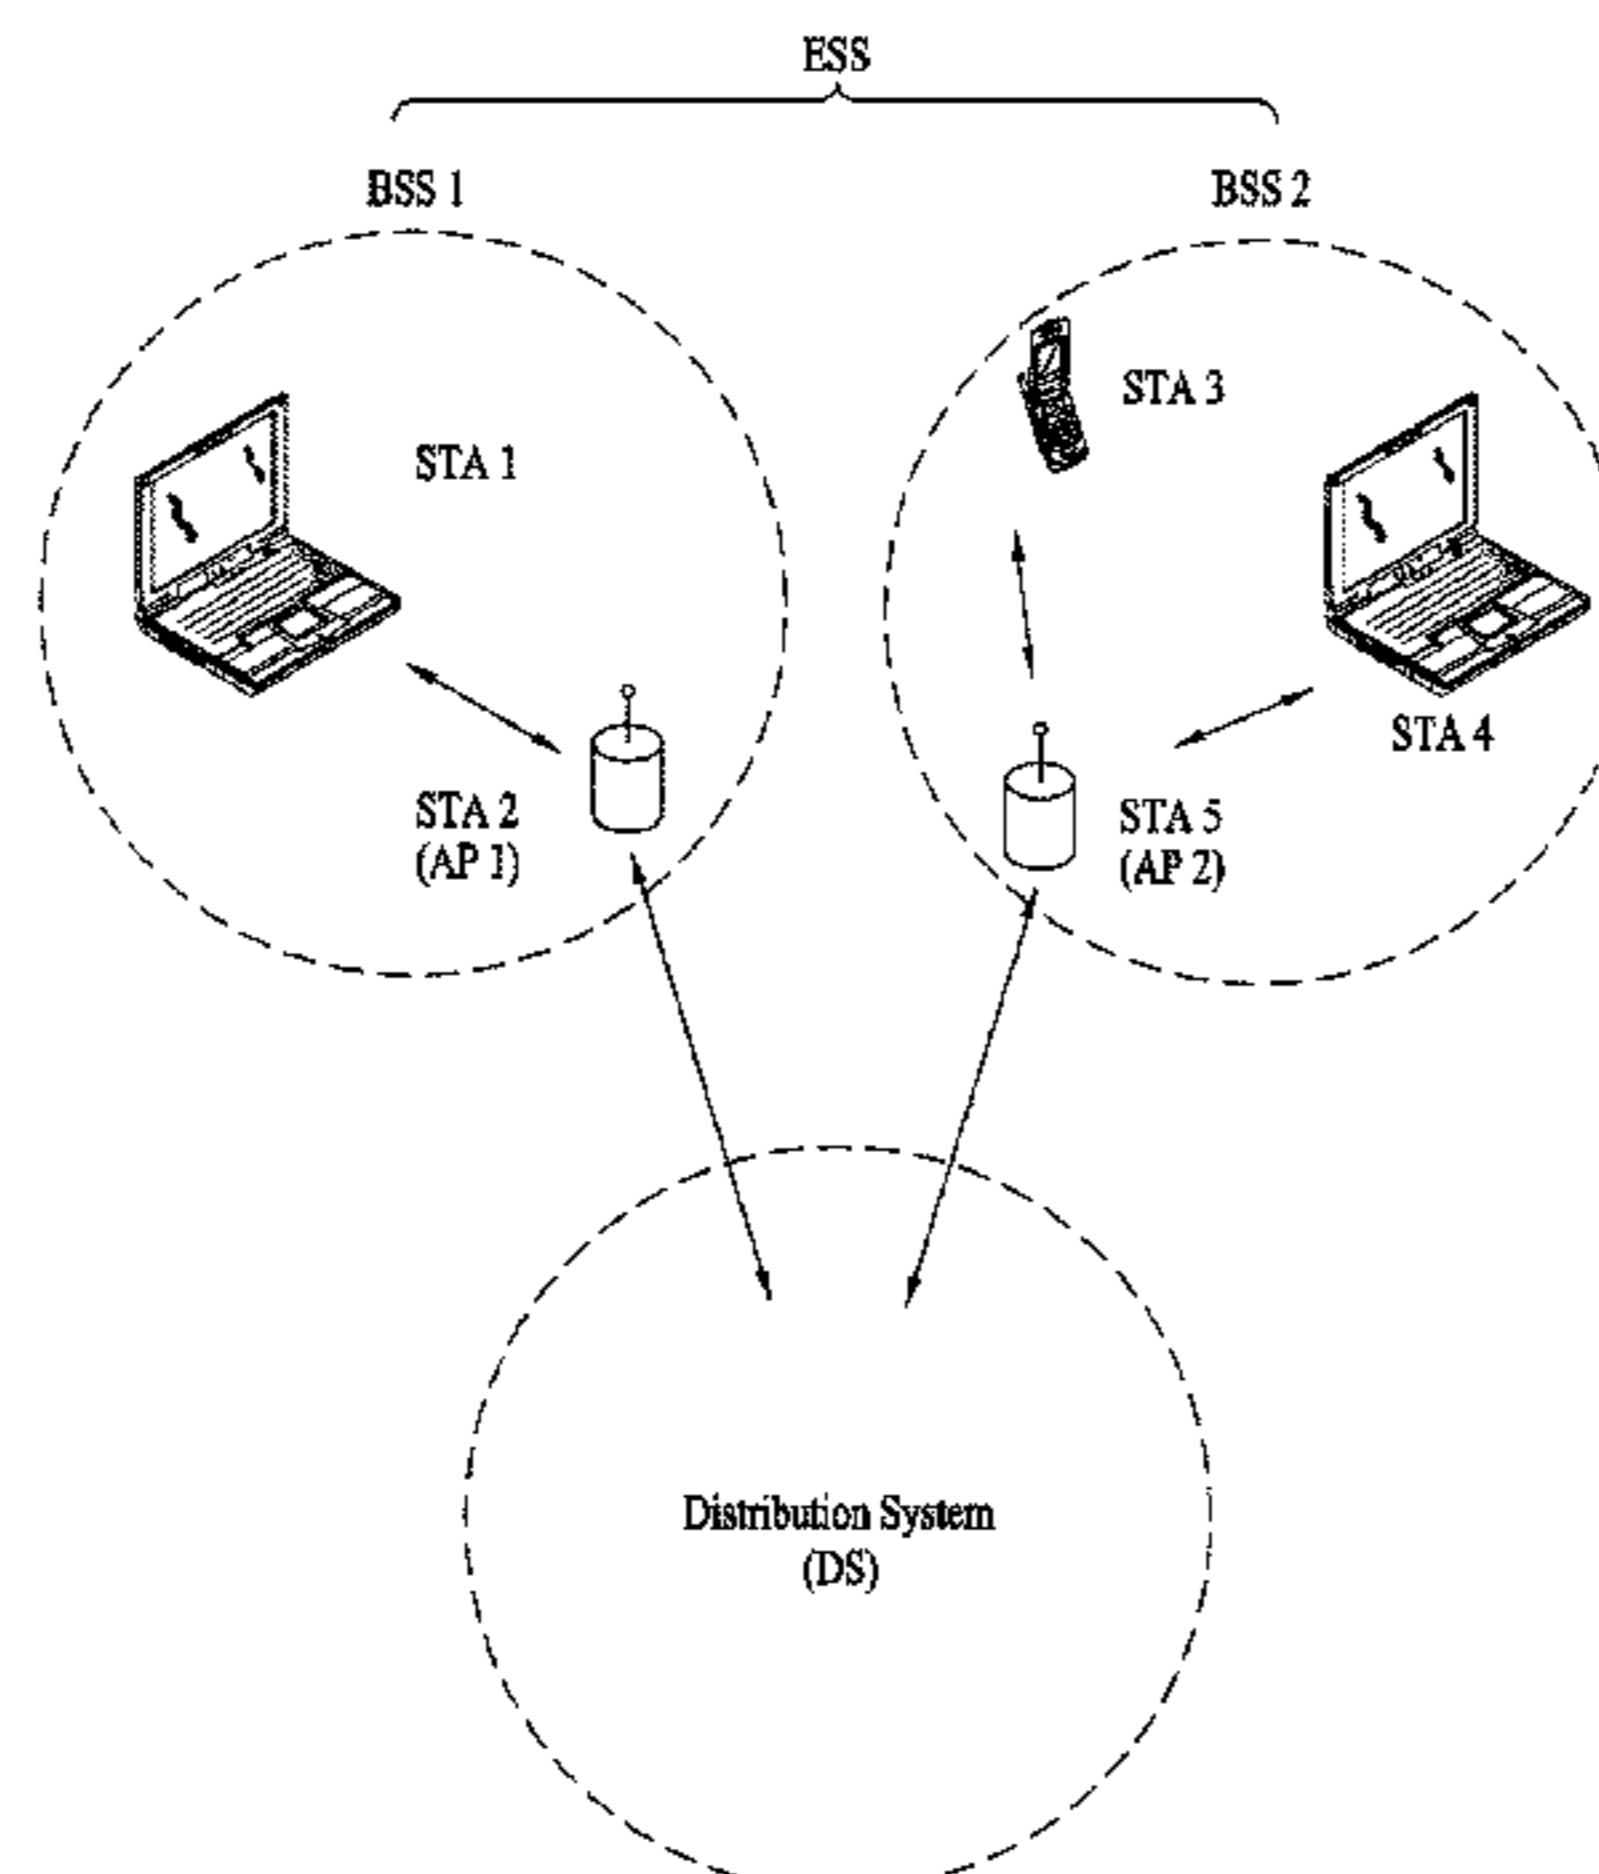 ESS
BSS 1
BSS 2
STA 3
STA 1
STA 4
STA 2
(AP 1)
STA 5
(AP 2)
Distribution System
(DS)